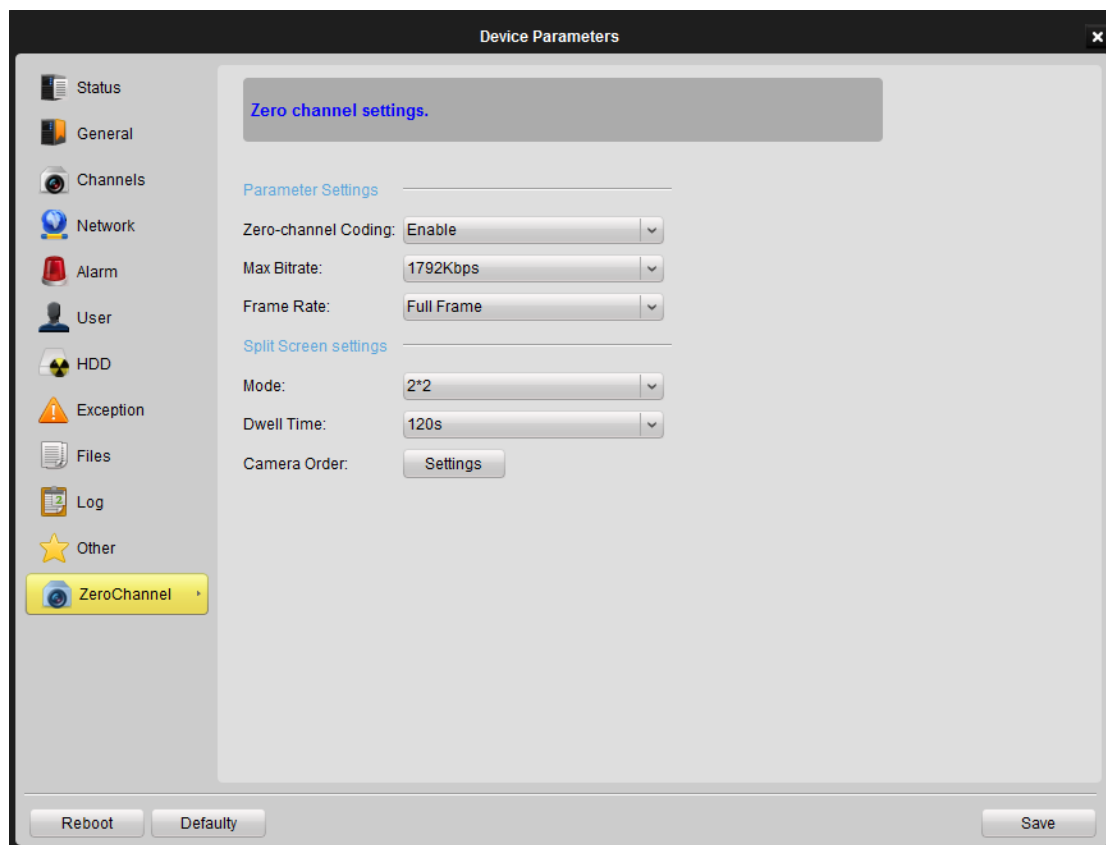 Device Parameters
Status
General
Channels
Network
Alarm
User
HDD
Exception
Files
Log
Other
ZeroChannel
Zero channel settings.
Parameter Settings
Zero-channel Coding: Enable
Max Bitrate: 1792Kbps
Frame Rate: Full Frame
Split Screen settings
Mode: 2*2
Dwell Time: 120s
Camera Order: Settings
Reboot Defaulty Save